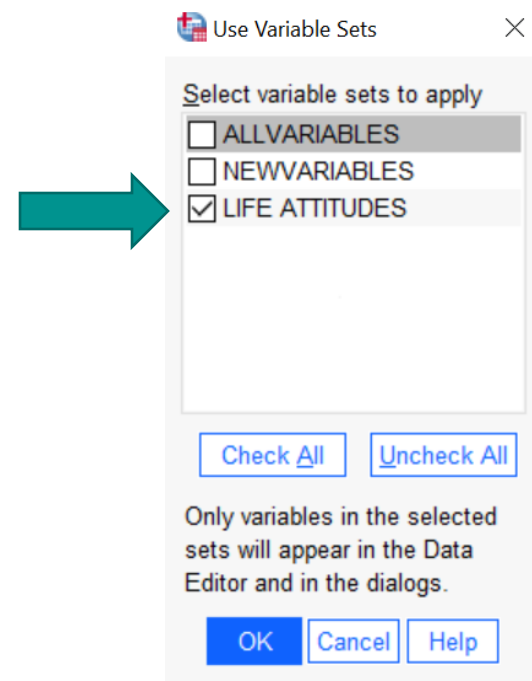 Use Variable Sets
Select variable sets to apply
ALLVARIABLES
NEWVARIABLES
LIFE ATTITUDES
Check All
Uncheck All
Only variables in the selected
sets will appear in the Data
Editor and in the dialogs.
OK
Cancel
Help